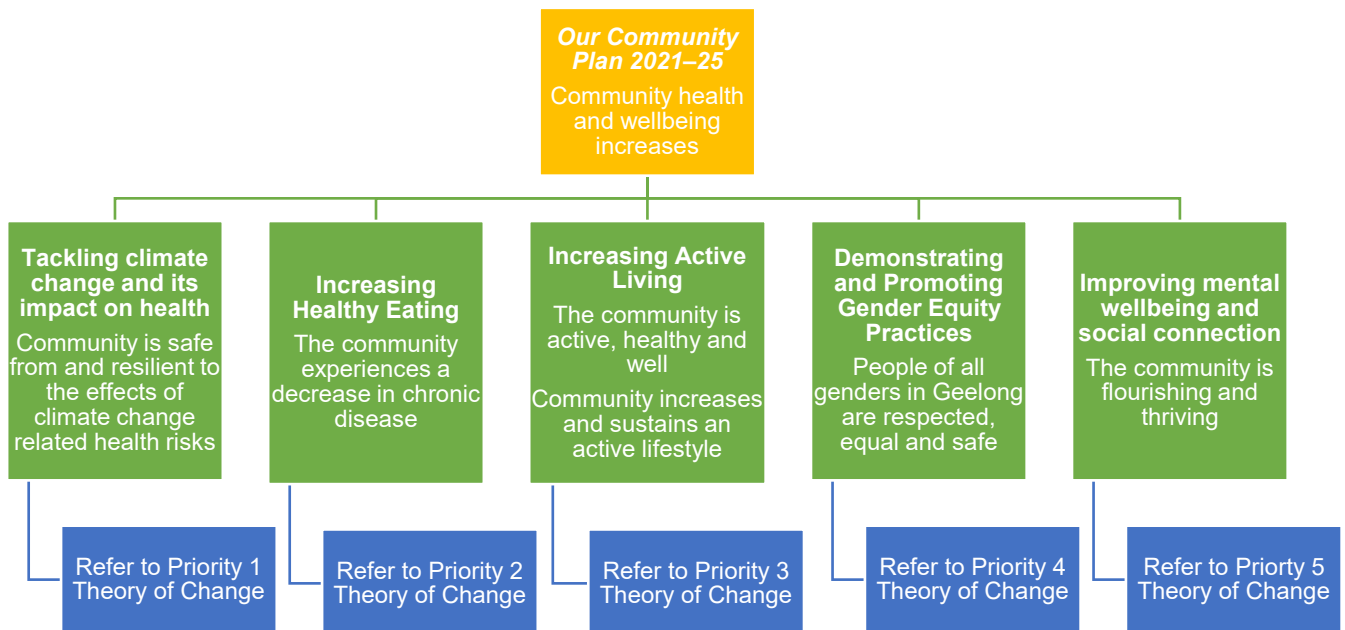 Our Community
Plan 2021–25
Community health
and wellbeing
increases
Tackling climate
change and its
impact on health
Community is safe
from and resilient to
the effects of
climate change
related health risks
Increasing
Healthy Eating
The community
experiences a
decrease in chronic
disease
Increasing Active
Living
The community is
active, healthy and
well
Community increases
and sustains an
active lifestyle
Demonstrating
and Promoting
Gender Equity
Practices
People of all
genders in Geelong
are respected,
equal and safe
Improving mental
wellbeing and
social connection
The community is
flourishing and
thriving
Refer to Priority 1
Theory of Change
Refer to Priority 2
Theory of Change
Refer to Priority 3
Theory of Change
Refer to Priority 4
Theory of Change
Refer to Priorty 5
Theory of Change